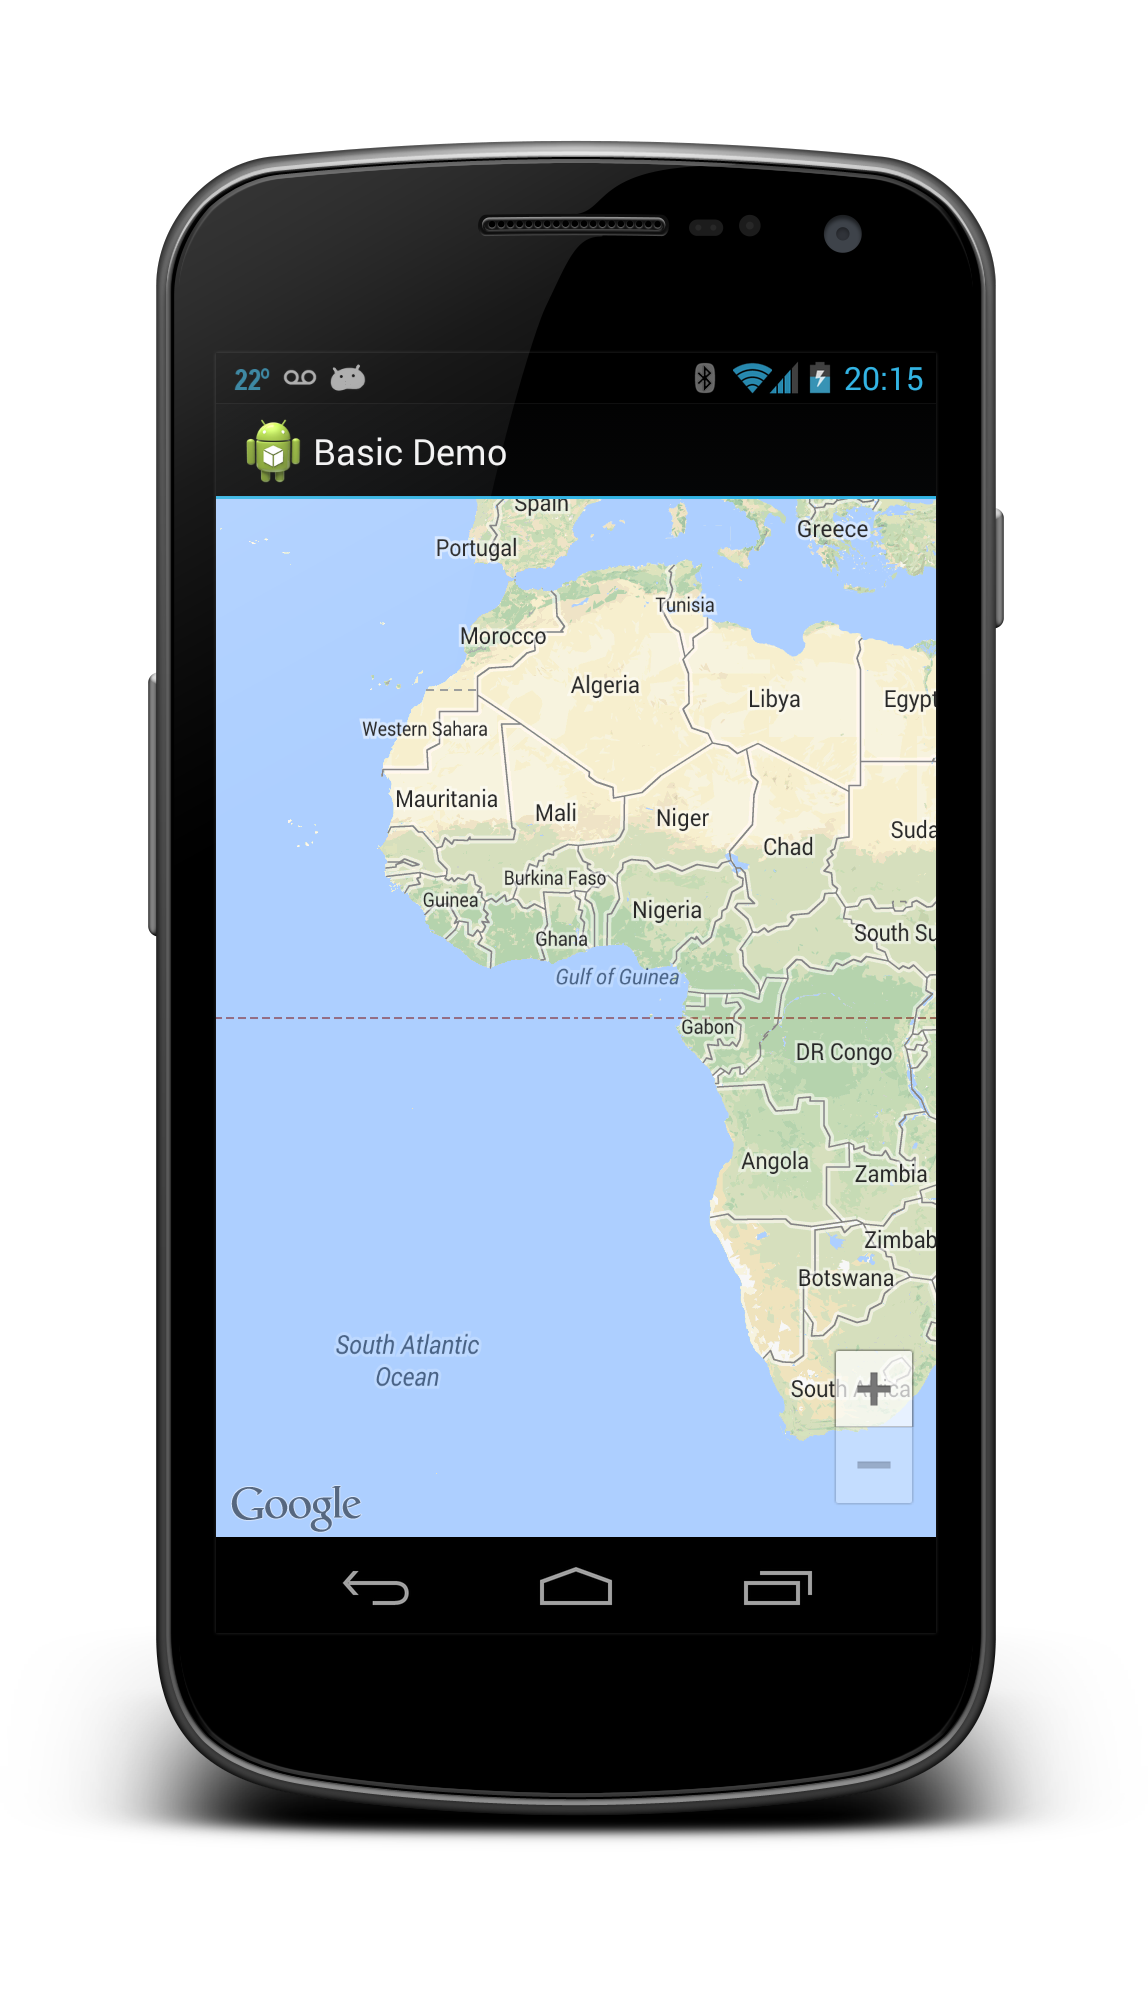 22°
20:15
Basic Demo
Spain
Greece
Portugal
Tunisia
Morocco
Algeria
Libya
Egypt
Western Sahara
Mauritania
Mali
Niger
Suda
Chad
Burkina Faso
Guinea
Nigeria
South Su
Ghana
Gulf of Guinea
Gabon
DR Congo
Angola
Zambia
Zimbab
Botswana
South Atlantic
Ocean
South Africa
Google